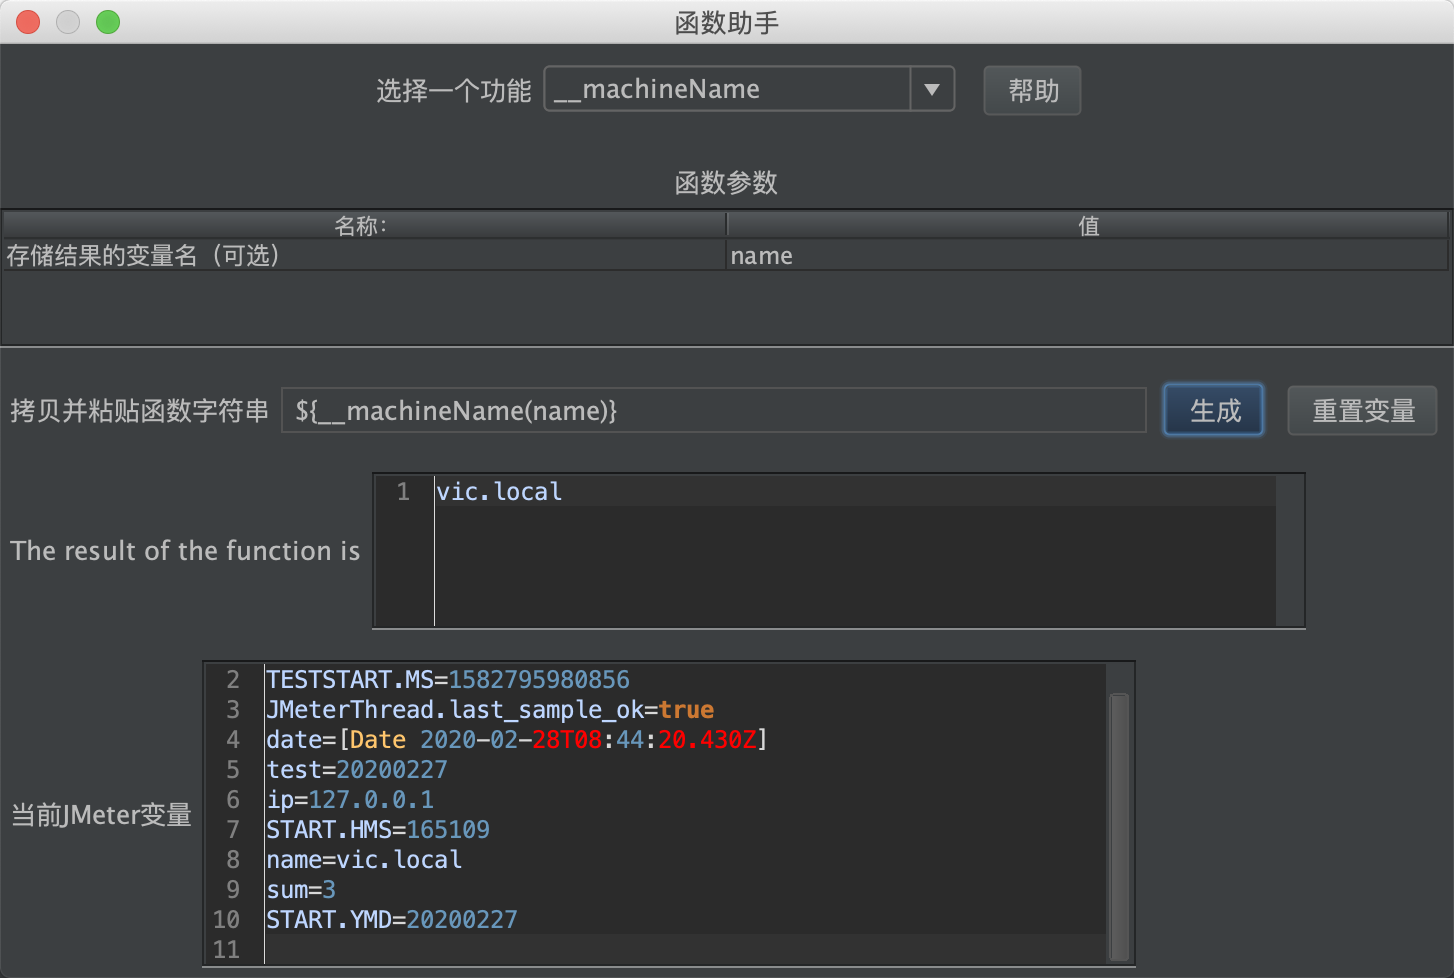 函数助手
选择一个功能 __machineName 帮助
函数参数
名称: 值
存储结果的变量名（可选） name
拷贝并粘贴函数字符串 ${__machineName(name)} 生成 重置变量
1 vic.local
The result of the function is
2 TESTSTART.MS=1582795980856
3 JMeterThread.last_sample_ok=true
4 date=[Date 2020-02-28T08:44:20.430Z]
5 test=20200227
6 ip=127.0.0.1
当前JMeter变量
7 START.HMS=165109
8 name=vic.local
9 sum=3
10 START.YMD=20200227
11